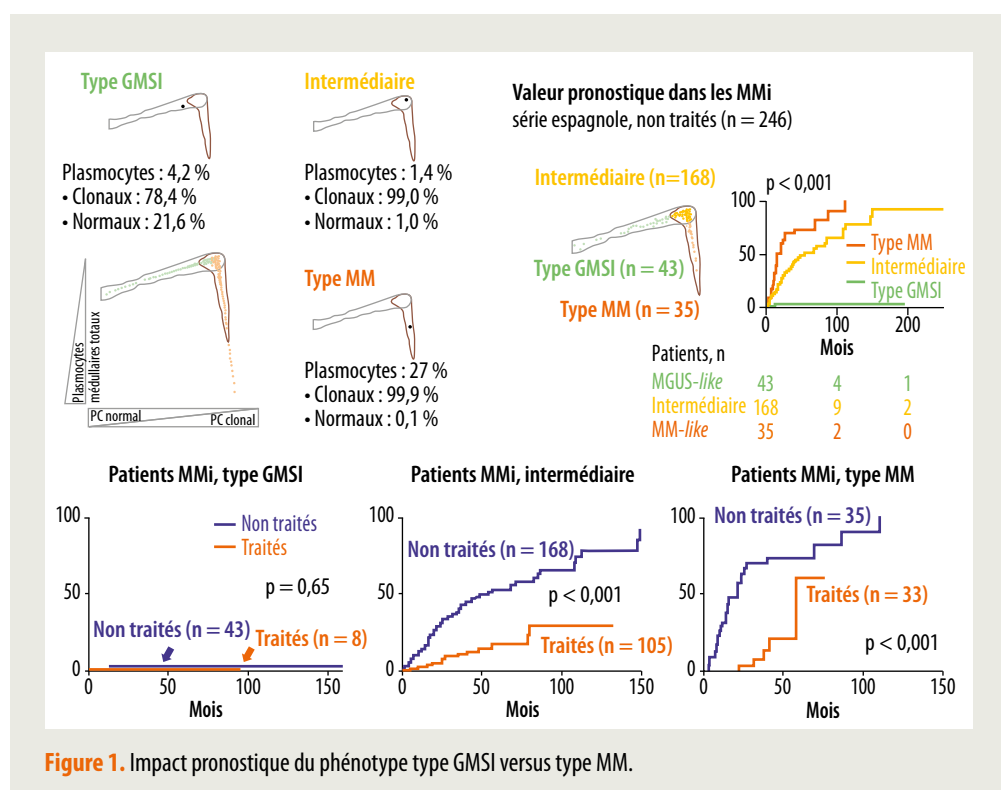 Type GMSI
Plasmocytes : 4,2 %
• Clonaux : 78,4 %
• Normaux : 21,6 %
Intermédiaire
Plasmocytes : 1,4 %
• Clonaux : 99,0 %
• Normaux : 1,0 %
Plasmocytes
médullaires totaux
PC normal
PC clonal
Type MM
Plasmocytes : 27 %
• Clonaux : 99,9 %
• Normaux : 0,1 %
Valeur pronostique dans les MMi
série espagnole, non traités (n = 246)
Intermédiaire (n=168)
Type GMSI (n = 43)
Type MM (n = 35)
p < 0,001
100
50
0
Type MM
Intermédiaire
Type GMSI
0 100 200
Mois
Patients, n
MGUS-like 43 4 1
Intermédiaire 168 9 2
MM-like 35 2 0
Patients MMi, type GMSI
100
50
0
Non traités
Traités
p = 0,65
Non traités (n = 43)
Traités (n = 8)
0 50 100 150
Mois
Patients MMi, intermédiaire
100
50
0
Non traités (n = 168)
p < 0,001
Traités (n = 105)
0 50 100 150
Mois
Patients MMi, type MM
100
50
0
Non traités (n = 35)
Traités (n = 33)
p < 0,001
0 50 100 150
Mois
Figure 1. Impact pronostique du phénotype type GMSI versus type MM.